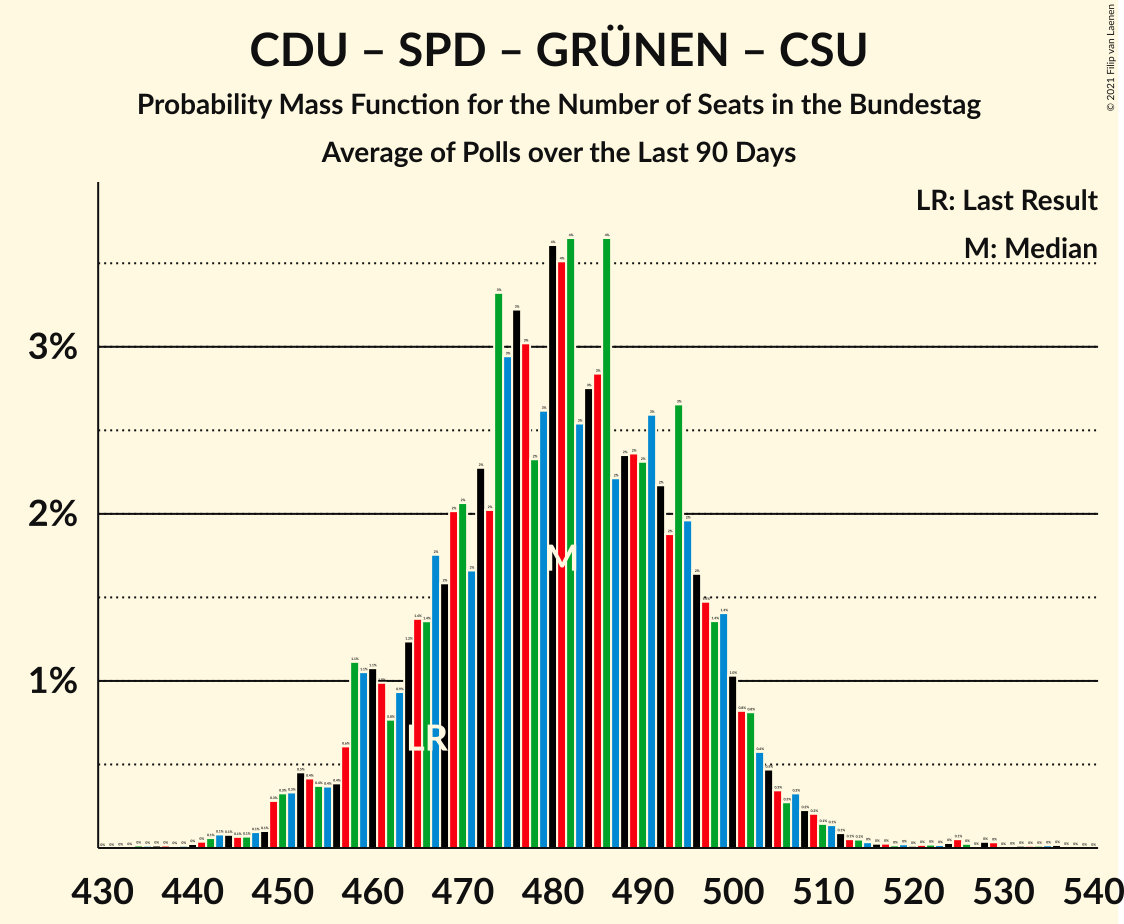 CDU – SPD – GRÜNEN – CSU
Probability Mass Function for the Number of Seats in the Bundestag
Average of Polls over the Last 90 Days
© 2021 Filip van Laenen
LR: Last Result
M: Median
3%
2%
1%
M
LR
430 440 450 460 470 480 490 500 510 520 530 540